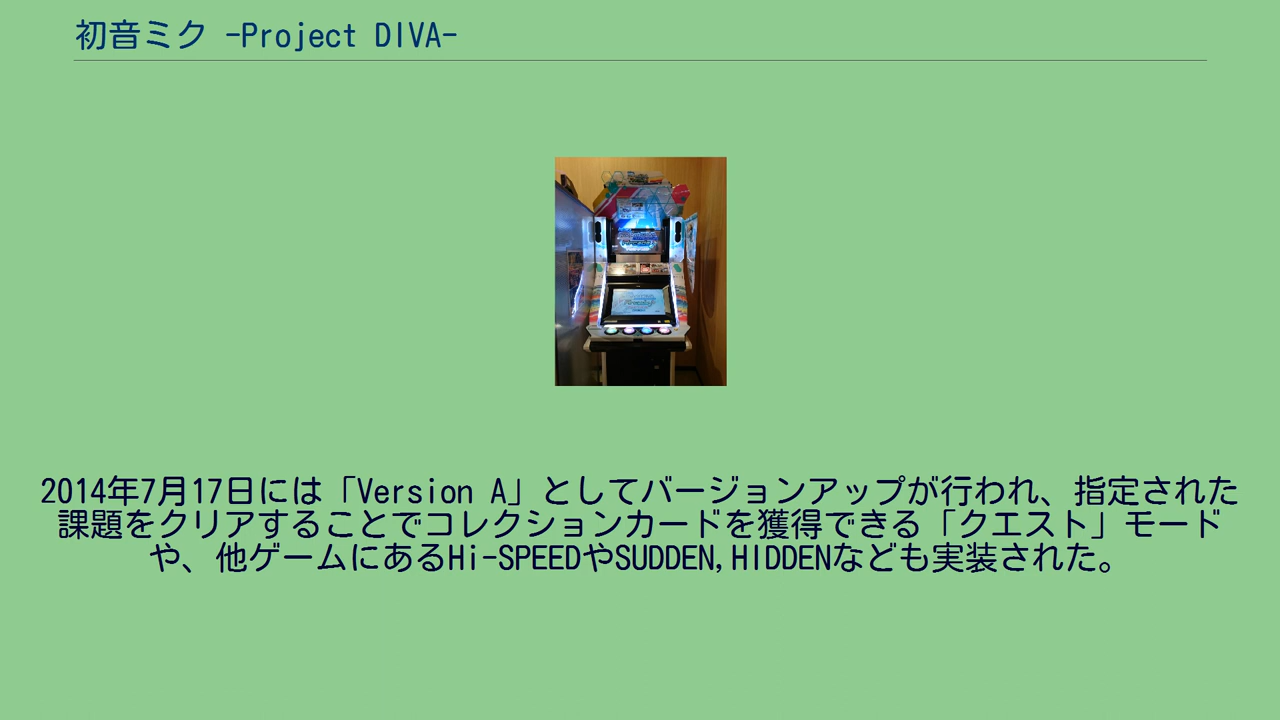 初音ミク -Project DIVA-
2014年7月17日には「Version A」としてバージョンアップが行われ、指定された
課題をクリアすることでコレクションカードを獲得できる「クエスト」モード
や、他ゲームにあるHi-SPEEDやSUDDEN,HIDDENなども実装された。